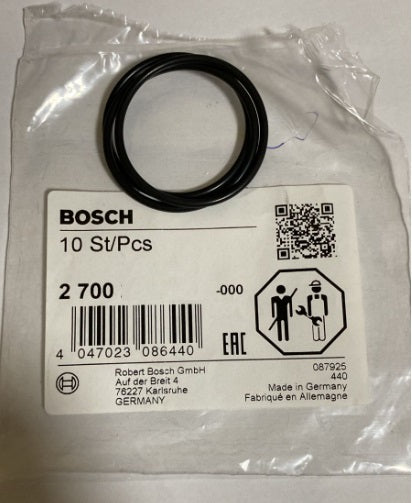 BOSCH
10 St/Pcs
2 700 -000
4 047023 086440
EAC
Robert Bosch GmbH
Auf der Breit 4
76227 Karlsruhe
GERMANY
087925
440
Made in Germany
Fabriqué en Allemagne